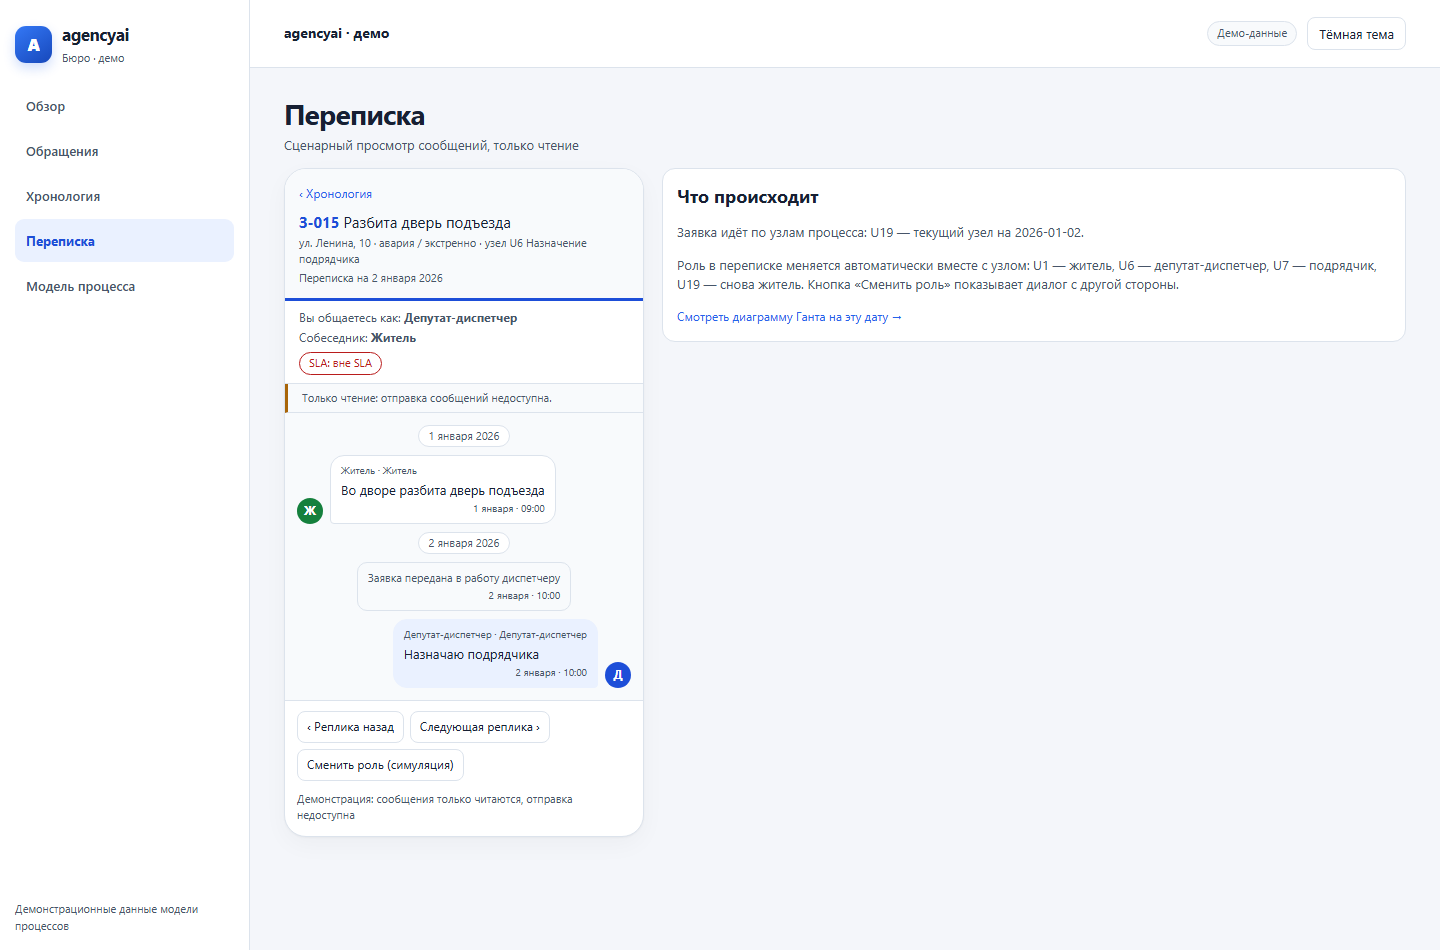 A
agencyai
Бюро · демо
Обзор
Обращения
Хронология
Переписка
Модель процесса
Демонстрационные данные модели
процессов
agencyai · демо
Демо-данные
Тёмная тема
Переписка
Сценарный просмотр сообщений, только чтение
‹ Хронология
З-015 Разбита дверь подъезда
ул. Ленина, 10 · авария / экстренно · узел U6 Назначение
подрядчика
Переписка на 2 января 2026
Вы общаетесь как: Депутат-диспетчер
Собеседник: Житель
SLA: вне SLA
Только чтение: отправка сообщений недоступна.
1 января 2026
Житель · Житель
Во дворе разбита дверь подъезда
1 января · 09:00
Ж
2 января 2026
Заявка передана в работу диспетчеру
2 января · 10:00
Депутат-диспетчер · Депутат-диспетчер
Назначаю подрядчика
2 января · 10:00
Д
‹ Реплика назад
Следующая реплика ›
Сменить роль (симуляция)
Демонстрация: сообщения только читаются, отправка
недоступна
Что происходит
Заявка идёт по узлам процесса: U19 — текущий узел на 2026-01-02.
Роль в переписке меняется автоматически вместе с узлом: U1 — житель, U6 — депутат-диспетчер, U7 — подрядчик,
U19 — снова житель. Кнопка «Сменить роль» показывает диалог с другой стороны.
Смотреть диаграмму Ганта на эту дату →